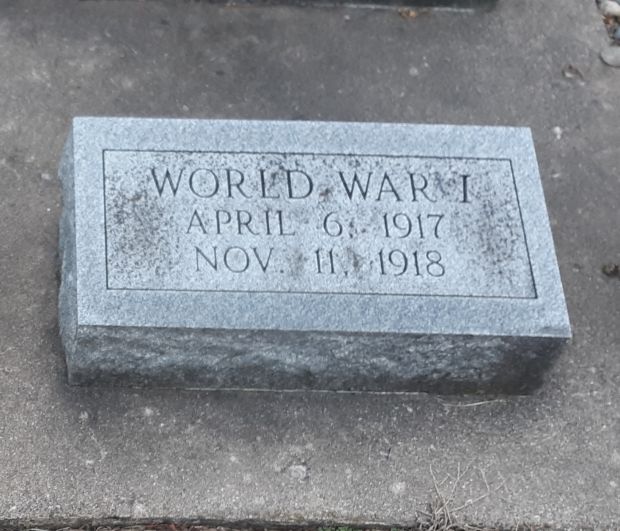 WORLD WAR I
APRIL 6, 1917
NOV. 11, 1918